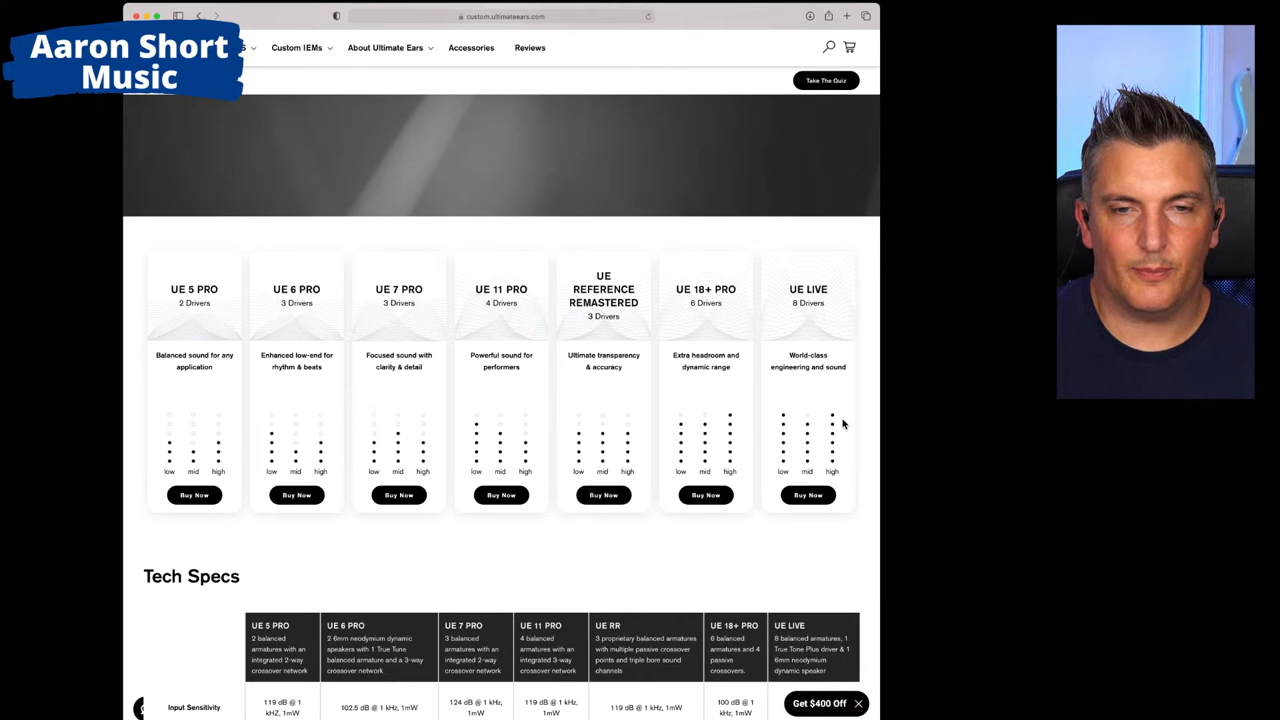 Aaron Short
Music
custom.ultimateears.com
Custom IEMs
About Ultimate Ears
Accessories
Reviews
Take The Quiz
UE 5 PRO
2 Drivers
Balanced sound for any
application
low mid high
Buy Now
UE 6 PRO
3 Drivers
Enhanced low-end for
rhythm & beats
low mid high
Buy Now
UE 7 PRO
3 Drivers
Focused sound with
clarity & detail
low mid high
Buy Now
UE 11 PRO
4 Drivers
Powerful sound for
performers
low mid high
Buy Now
UE
REFERENCE
REMASTERED
3 Drivers
Ultimate transparency
& accuracy
low mid high
Buy Now
UE 18+ PRO
6 Drivers
Extra headroom and
dynamic range
low mid high
Buy Now
UE LIVE
8 Drivers
World-class
engineering and sound
low mid high
Buy Now
Tech Specs
UE 5 PRO
2 balanced
armatures with an
integrated 2-way
crossover network
UE 6 PRO
2 6mm neodymium dynamic
speakers with 1 True Tune
balanced armature and a 3-way
crossover network
UE 7 PRO
3 balanced
armatures with an
integrated 2-way
crossover network
UE 11 PRO
4 balanced
armatures with an
integrated 3-way
crossover network
UE RR
3 proprietary balanced armatures
with multiple passive crossover
points and triple bore sound
channels
UE 18+ PRO
6 balanced
armatures and 4
passive
crossovers.
UE LIVE
8 balanced armatures, 1
True Tone Plus driver & 1
6mm neodymium
dynamic speaker
Input Sensitivity
119 dB @ 1
kHZ, 1mW
102.5 dB @ 1 kHz, 1mW
124 dB @ 1 kHz,
1mW
119 dB @ 1 kHz,
1mW
119 dB @ 1 kHz, 1mW
100 dB @ 1
kHz, 1mW
Get $400 Off